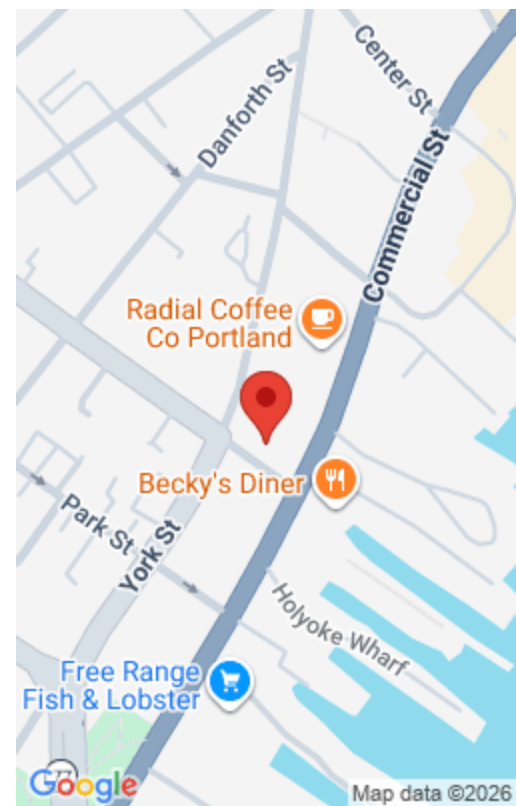 Center St
Danforth St
Commercial St
Radial Coffee
Co Portland
Becky's Diner
Park St
York St
Holyoke Wharf
Free Range
Fish & Lobster
77
Google
Map data ©2026